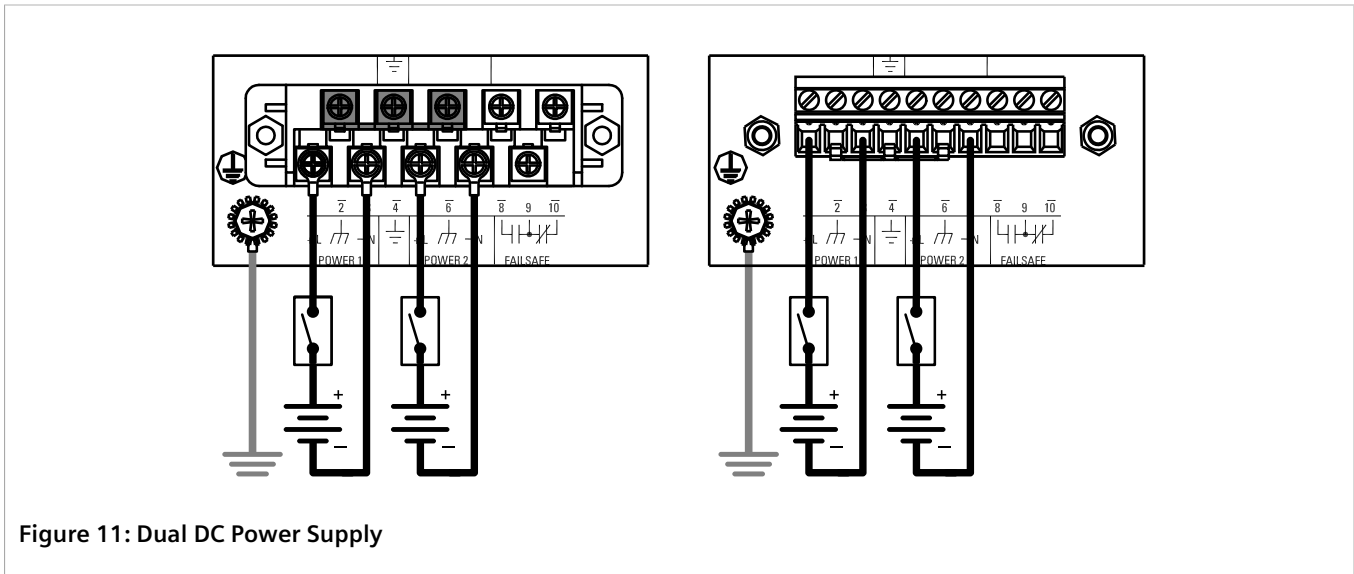 2 4 6 8 9 10
+L N +L N
POWER 1 POWER 2 FAILSAFE
+ +
− −
2 4 6 8 9 10
+L N +L N
POWER 1 POWER 2 FAILSAFE
+ +
− −
Figure 11: Dual DC Power Supply